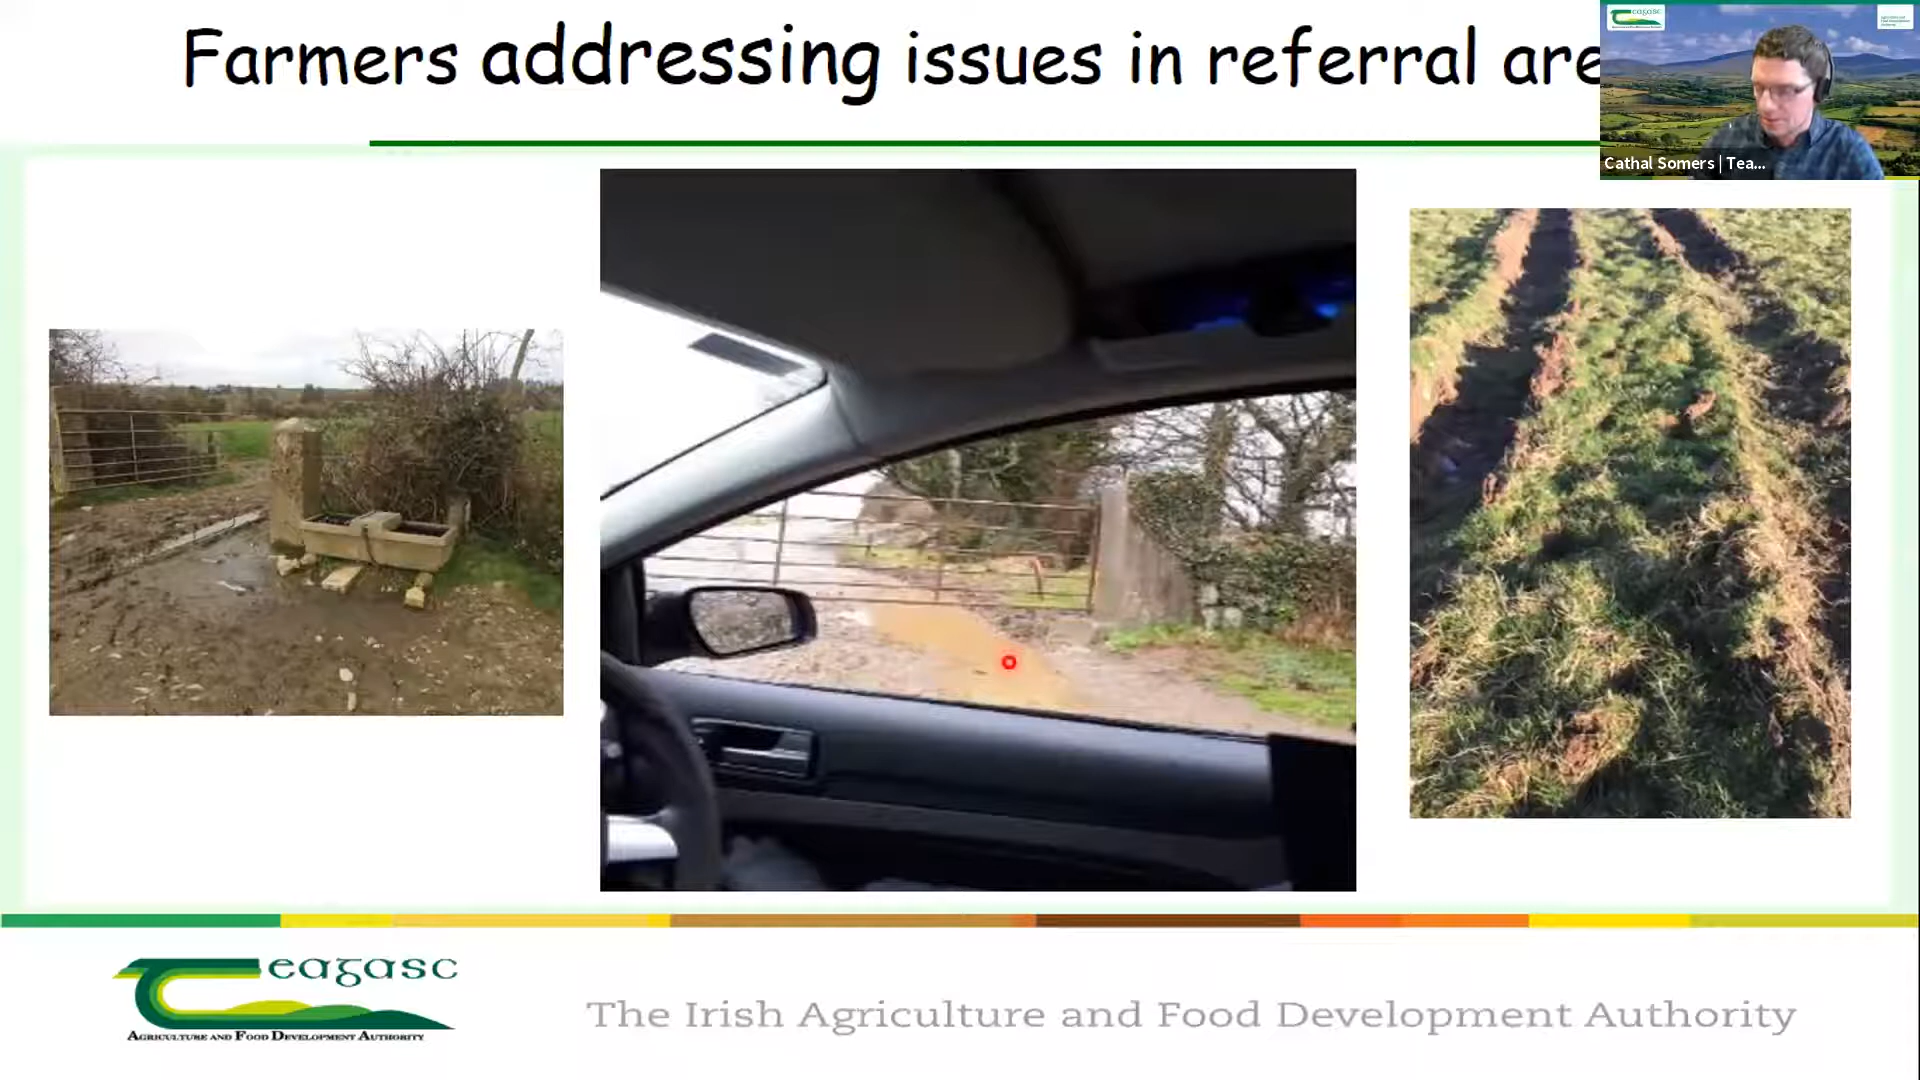 Farmers addressing issues in referral are
eagasc
Cathal Somers | Tea...
eagasc
AGRICULTURE AND FOOD DEVELOPMENT AUTHORITY
The Irish Agriculture and Food Development Authority